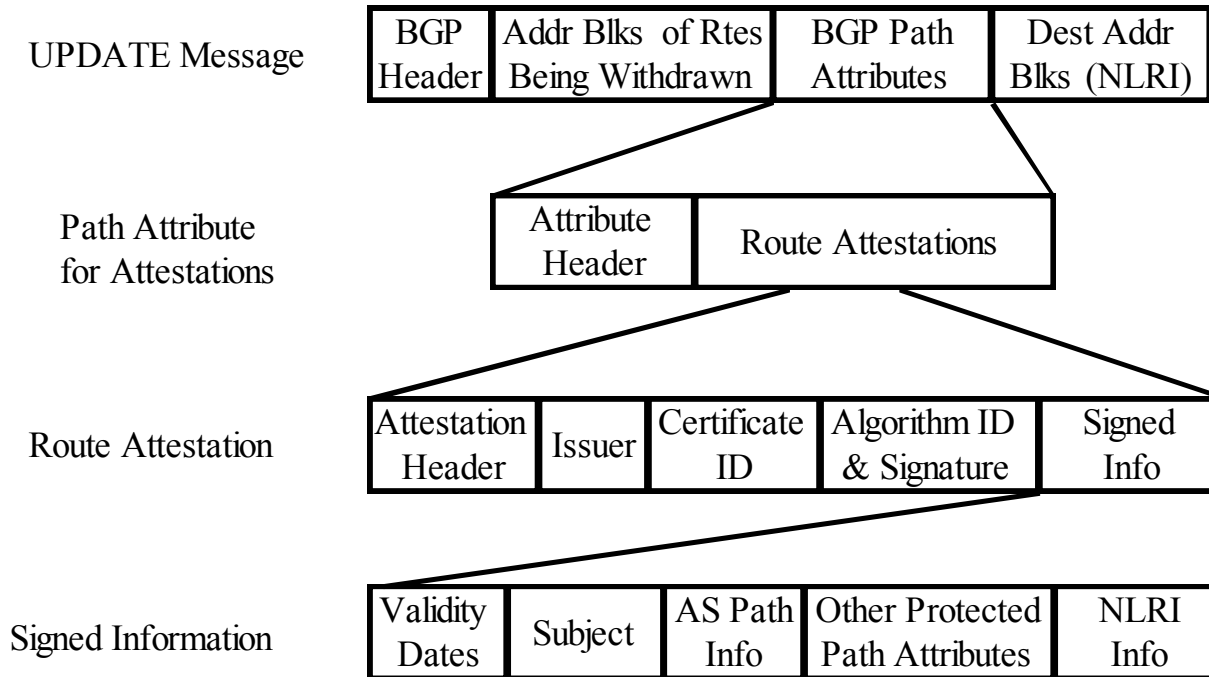 UPDATE Message
BGP
Header
Addr Blks of Rtes
Being Withdrawn
BGP Path
Attributes
Dest Addr
Blks (NLRI)
Path Attribute
for Attestations
Attribute
Header
Route Attestations
Route Attestation
Attestation
Header
Issuer
Certificate
ID
Algorithm ID
& Signature
Signed
Info
Signed Information
Validity
Dates
Subject
AS Path
Info
Other Protected
Path Attributes
NLRI
Info